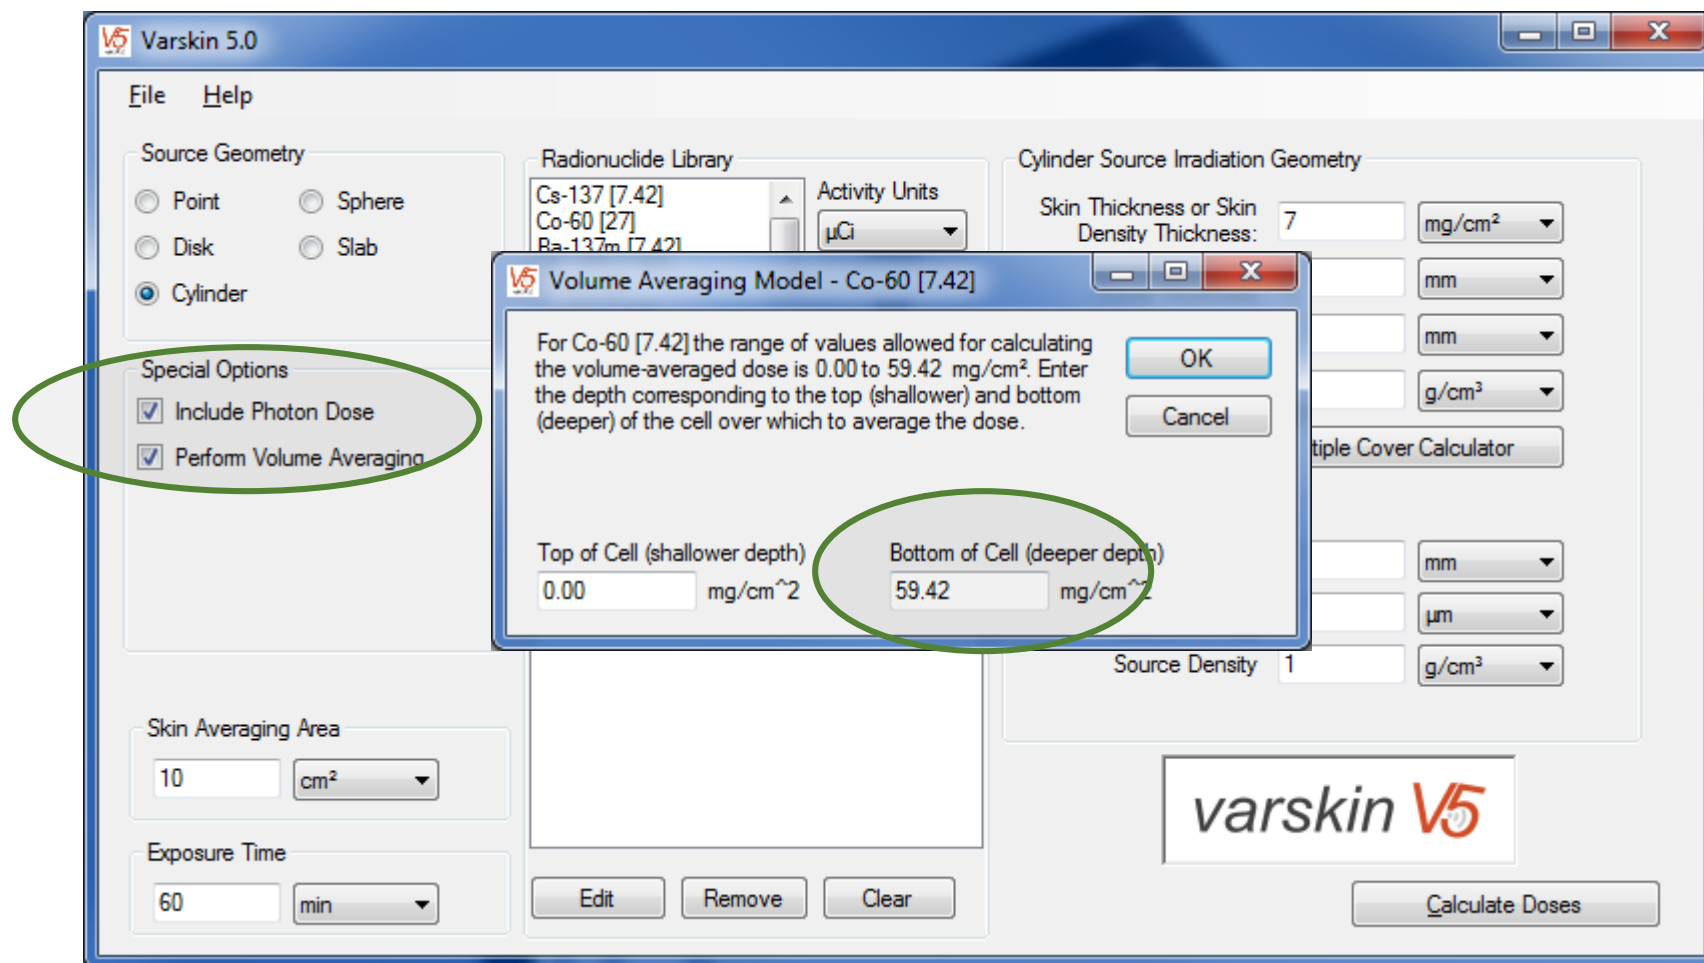 Varskin 5.0
File Help
Source Geometry
Point
Sphere
Disk
Slab
Cylinder
Special Options
Include Photon Dose
Perform Volume Averaging
Skin Averaging Area
10 cm²
Exposure Time
60 min
Radionuclide Library
Cs-137 [7.42]
Co-60 [27]
Ba-137m [7.42]
Activity Units
µCi
Edit Remove Clear
Volume Averaging Model - Co-60 [7.42]
For Co-60 [7.42] the range of values allowed for calculating
the volume-averaged dose is 0.00 to 59.42 mg/cm². Enter
the depth corresponding to the top (shallower) and bottom
(deeper) of the cell over which to average the dose.
OK
Cancel
Top of Cell (shallower depth)
0.00 mg/cm^2
Bottom of Cell (deeper depth)
59.42 mg/cm^2
Cylinder Source Irradiation Geometry
Skin Thickness or Skin
Density Thickness: 7 mg/cm²
mm
mm
g/cm³
tiple Cover Calculator
mm
µm
Source Density 1 g/cm³
varskin V5
Calculate Doses